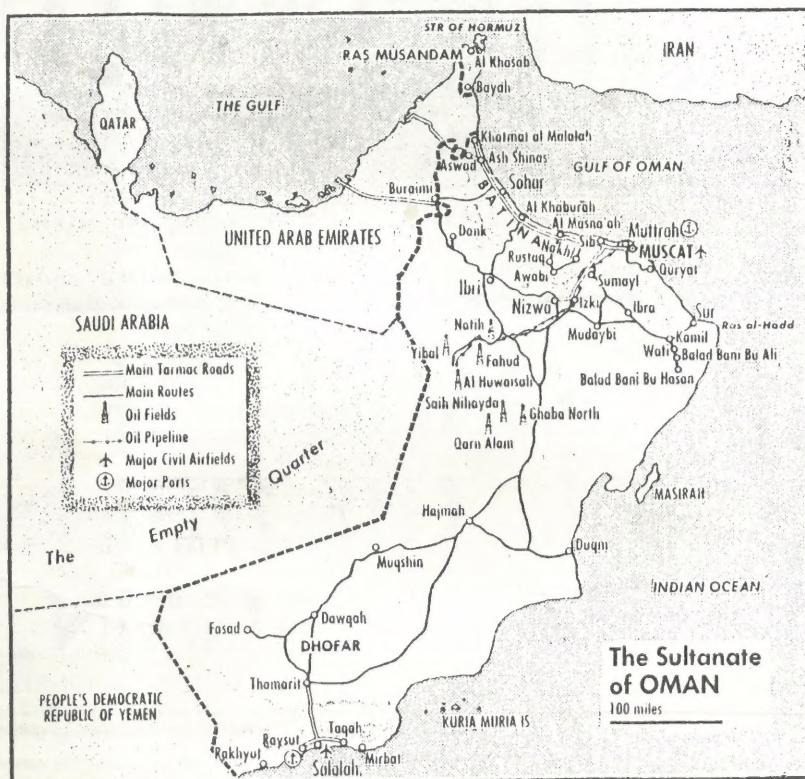 STR OF HORMUZ
RAS MUSANDAM
IRAN
Al Khasab
Bayah
THE GULF
QATAR
Khatmat al Malalah
Aswad
Ash Shinas
GULF OF OMAN
Buraimi
Sohar
BATINA
Al Khaburah
UNITED ARAB EMIRATES
Al Masna'ah
Muttrah
Dank
Nakhl
Sib
MUSCAT
Rustaq
Quryat
Awabi
Sumayl
Ibri
Nizwa
Izki
Ibra
Sur
SAUDI ARABIA
Natih
Mudaybi
Ras al-Hadd
Kamil
Yibal
Fahud
Wafi
Balad Bani Bu Ali
Al Huwaisah
Balad Bani Bu Hasan
Main Tarmac Roads
Main Routes
Oil Fields
Oil Pipeline
Major Civil Airfields
Major Ports
Saih Nihayda
Ghaba North
Qarn Alam
The Empty Quarter
MASIRAH
Hajmah
Duqm
Muqshin
INDIAN OCEAN
Dawqah
Fasad
DHOFAR
The Sultanate
of OMAN
100 miles
Thamarit
PEOPLE'S DEMOCRATIC
REPUBLIC OF YEMEN
KURIA MURIA IS
Taqah
Raysut
Mirbat
Rakhyut
Salalah